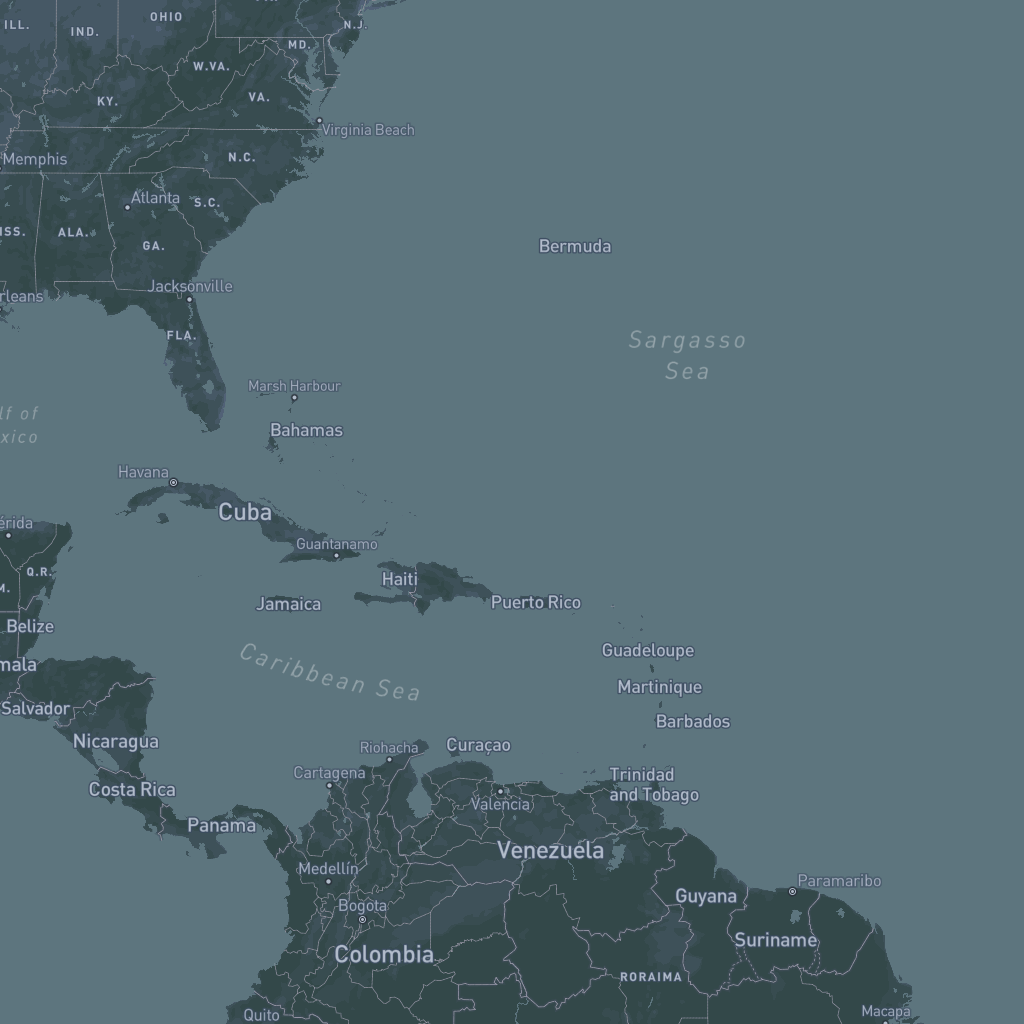 OHIO
ILL.
IND.
N.J.
MD.
W.VA.
VA.
KY.
Virginia Beach
N.C.
Memphis
Atlanta
S.C.
ISS.
ALA.
GA.
Bermuda
Jacksonville
rleans
FLA.
Sargasso
Sea
Marsh Harbour
lf of
xico
Bahamas
Havana
Cuba
érida
Guantanamo
Q.R.
Haiti
M.
Jamaica
Puerto Rico
Belize
Guadeloupe
mala
Caribbean Sea
Martinique
Salvador
Barbados
Nicaragua
Riohacha
Curaçao
Cartagena
Trinidad
and Tobago
Costa Rica
Valencia
Panama
Venezuela
Medellín
Paramaribo
Guyana
Bogota
Suriname
Colombia
RORAIMA
Quito
Macapá